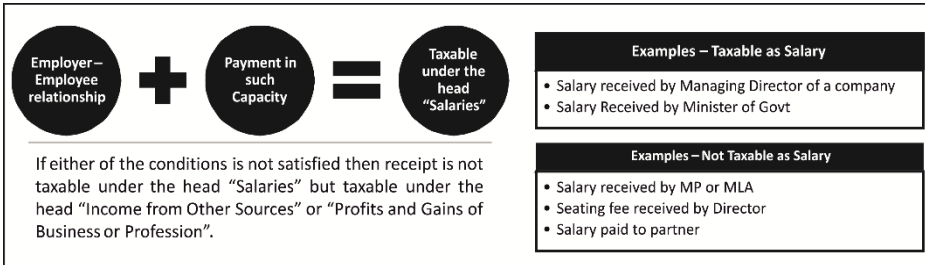 Employer–
Employee
relationship
Payment in
such
Capacity
Taxable
under the
head
“Salaries”
If either of the conditions is not satisfied then receipt is not
taxable under the head “Salaries” but taxable under the
head “Income from Other Sources” or “Profits and Gains of
Business or Profession”.
Examples – Taxable as Salary
• Salary received by Managing Director of a company
• Salary Received by Minister of Govt
Examples – Not Taxable as Salary
• Salary received by MP or MLA
• Seating fee received by Director
• Salary paid to partner